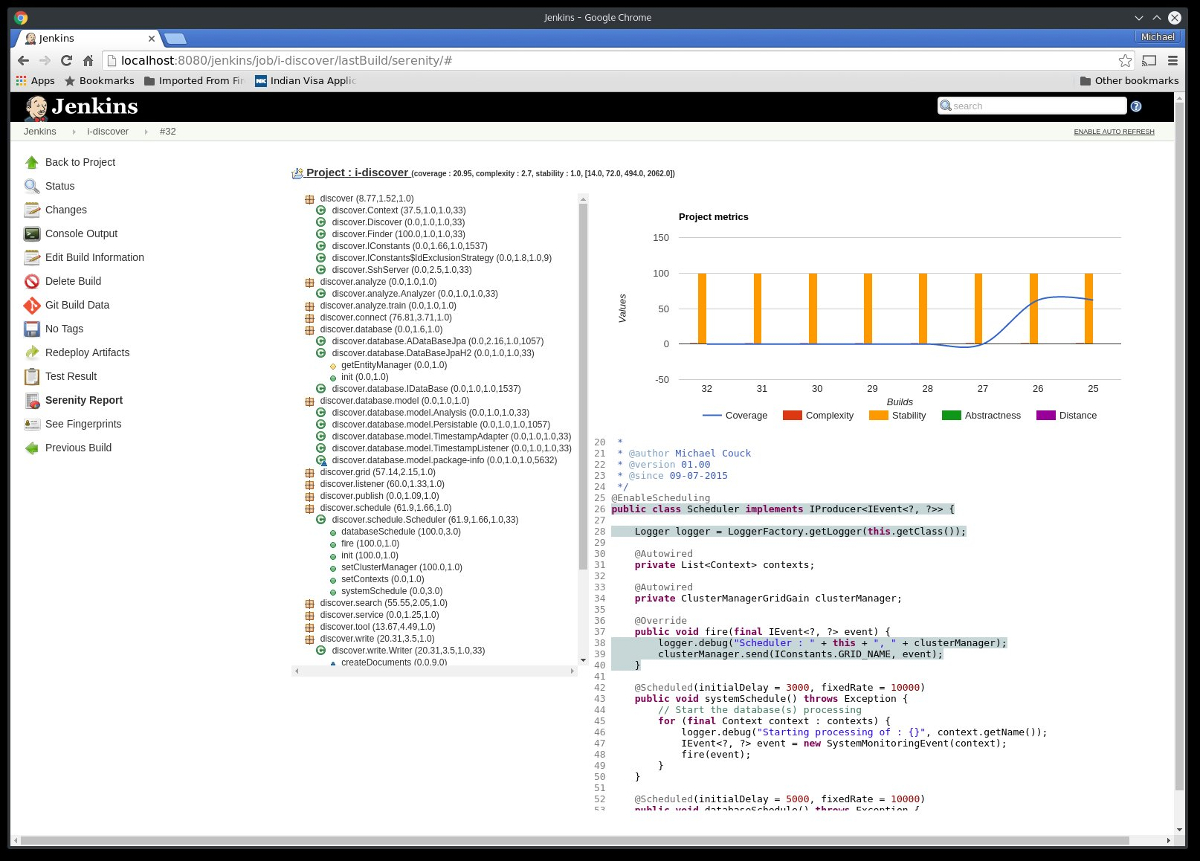 Jenkins - Google Chrome
Jenkins
Michael
localhost:8080/jenkins/job/i-discover/lastBuild/serenity/#
Apps Bookmarks Imported From Fir Indian Visa Applic Other bookmarks
Jenkins
search
Jenkins i-discover #32
ENABLE AUTO REFRESH
Back to Project
Status
Changes
Console Output
Edit Build Information
Delete Build
Git Build Data
No Tags
Redeploy Artifacts
Test Result
Serenity Report
See Fingerprints
Previous Build
Project : i-discover (coverage : 20.95, complexity : 2.7, stability : 1.0, [14.0, 72.0, 494.0, 2062.0])
discover (8.77,1.52,1.0)
discover.Context (37.5,1.0,1.0,33)
discover.Discover (0.0,1.0,1.0,33)
discover.Finder (100.0,1.0,1.0,33)
discover.IConstants (0.0,1.66,1.0,1537)
discover.IConstants$IdExclusionStrategy (0.0,1.8,1.0,9)
discover.SshServer (0.0,2.5,1.0,33)
discover.analyze (0.0,1.0,1.0)
discover.analyze.Analyzer (0.0,1.0,1.0,33)
discover.analyze.train (0.0,1.0,1.0)
discover.connect (76.81,3.71,1.0)
discover.database (0.0,1.6,1.0)
discover.database.ADataBaseJpa (0.0,2.16,1.0,1057)
discover.database.DataBaseJpaH2 (0.0,1.0,1.0,33)
getEntityManager (0.0,1.0)
init (0.0,1.0)
discover.database.IDataBase (0.0,1.0,1.0,1537)
discover.database.model (0.0,1.0,1.0)
discover.database.model.Analysis (0.0,1.0,1.0,33)
discover.database.model.Persistable (0.0,1.0,1.0,1057)
discover.database.model.TimestampAdapter (0.0,1.0,1.0,33)
discover.database.model.TimestampListener (0.0,1.0,1.0,33)
discover.database.model.package-info (0.0,1.0,1.0,5632)
discover.grid (57.14,2.15,1.0)
discover.listener (60.0,1.33,1.0)
discover.publish (0.0,1.09,1.0)
discover.schedule (61.9,1.66,1.0)
discover.schedule.Scheduler (61.9,1.66,1.0,33)
databaseSchedule (100.0,3.0)
fire (100.0,1.0)
init (100.0,1.0)
setClusterManager (100.0,1.0)
setContexts (0.0,1.0)
systemSchedule (0.0,3.0)
discover.search (55.55,2.05,1.0)
discover.service (0.0,1.25,1.0)
discover.tool (13.67,4.49,1.0)
discover.write (20.31,3.5,1.0)
discover.write.Writer (20.31,3.5,1.0,33)
createDocuments (0.0,9.0)
Project metrics
150
100
50
0
-50
Values
32 31 30 29 28 27 26 25
Builds
Coverage Complexity Stability Abstractness Distance
20 *
21 * @author Michael Couck
22 * @version 01.00
23 * @since 09-07-2015
24 */
25 @EnableScheduling
26 public class Scheduler implements IProducer<IEvent<?, ?>> {
27
28 Logger logger = LoggerFactory.getLogger(this.getClass());
29
30 @Autowired
31 private List<Context> contexts;
32
33 @Autowired
34 private ClusterManagerGridGain clusterManager;
35
36 @Override
37 public void fire(final IEvent<?, ?> event) {
38 logger.debug("Scheduler : " + this + ", " + clusterManager);
39 clusterManager.send(IConstants.GRID_NAME, event);
40 }
41
42 @Scheduled(initialDelay = 3000, fixedRate = 10000)
43 public void systemSchedule() throws Exception {
44 // Start the database(s) processing
45 for (final Context context : contexts) {
46 logger.debug("Starting processing of : {}", context.getName());
47 IEvent<?, ?> event = new SystemMonitoringEvent(context);
48 fire(event);
49 }
50 }
51
52 @Scheduled(initialDelay = 5000, fixedRate = 10000)
53 public void databaseSchedule() throws Exception {